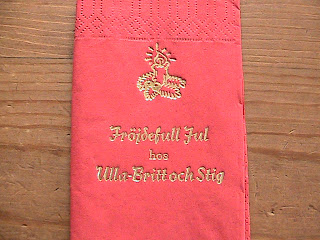 Fröjdefull Jul
hos
Ulla-Britt och Stig